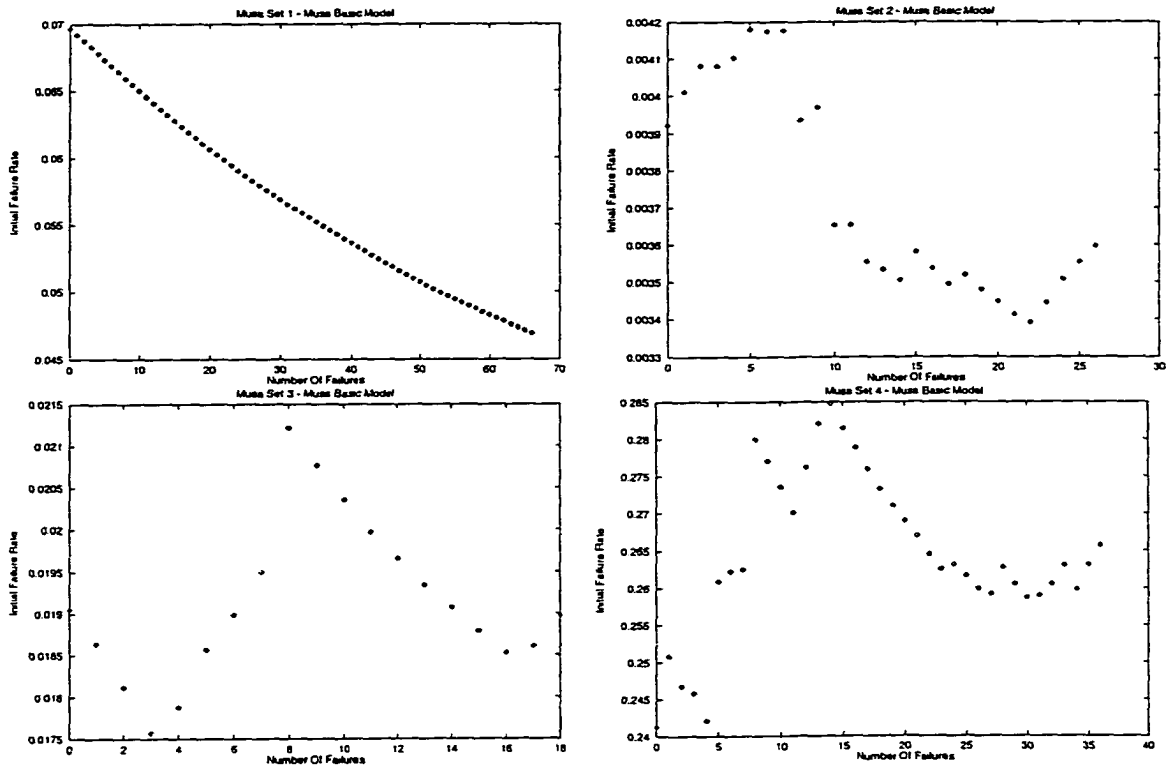 Musa Set 1 - Musa Basic Model
0.07
0.065
0.06
0.055
0.05
0.045
Initial Failure Rate
0 10 20 30 40 50 60 70
Number Of Failures
Musa Set 2 - Musa Basic Model
0.0042
0.0041
0.004
0.0039
0.0038
0.0037
0.0036
0.0035
0.0034
0.0033
Initial Failure Rate
0 5 10 15 20 25 30
Number Of Failures
Musa Set 3 - Musa Basic Model
0.0215
0.021
0.0205
0.02
0.0195
0.019
0.0185
0.018
0.0175
Initial Failure Rate
0 2 4 6 8 10 12 14 16 18
Number Of Failures
Musa Set 4 - Musa Basic Model
0.285
0.28
0.275
0.27
0.265
0.26
0.255
0.25
0.245
0.24
Initial Failure Rate
0 5 10 15 20 25 30 35 40
Number Of Failures